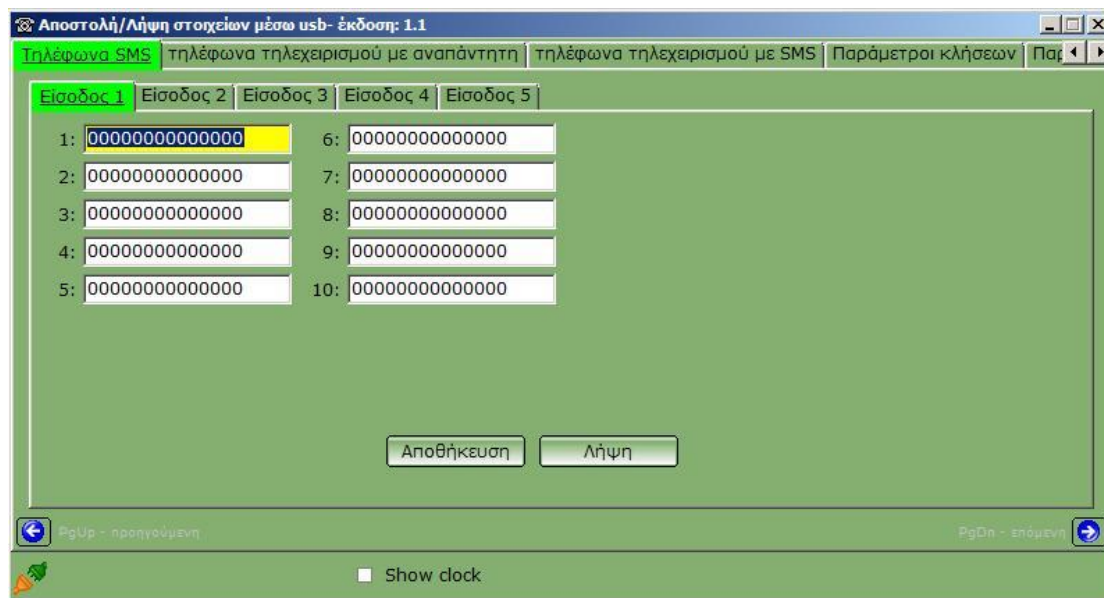 Αποστολή/Λήψη στοιχείων μέσω usb- έκδοση: 1.1
Τηλέφωνα SMS τηλέφωνα τηλεχειρισμού με αναπάντητη τηλέφωνα τηλεχειρισμού με SMS Παράμετροι κλήσεων Παρ
Είσοδος 1 Είσοδος 2 Είσοδος 3 Είσοδος 4 Είσοδος 5
1: 00000000000000 6: 00000000000000
2: 00000000000000 7: 00000000000000
3: 00000000000000 8: 00000000000000
4: 00000000000000 9: 00000000000000
5: 00000000000000 10: 00000000000000
Αποθήκευση Λήψη
PgUp - προηγούμενη PgDn - επόμενη
Show clock